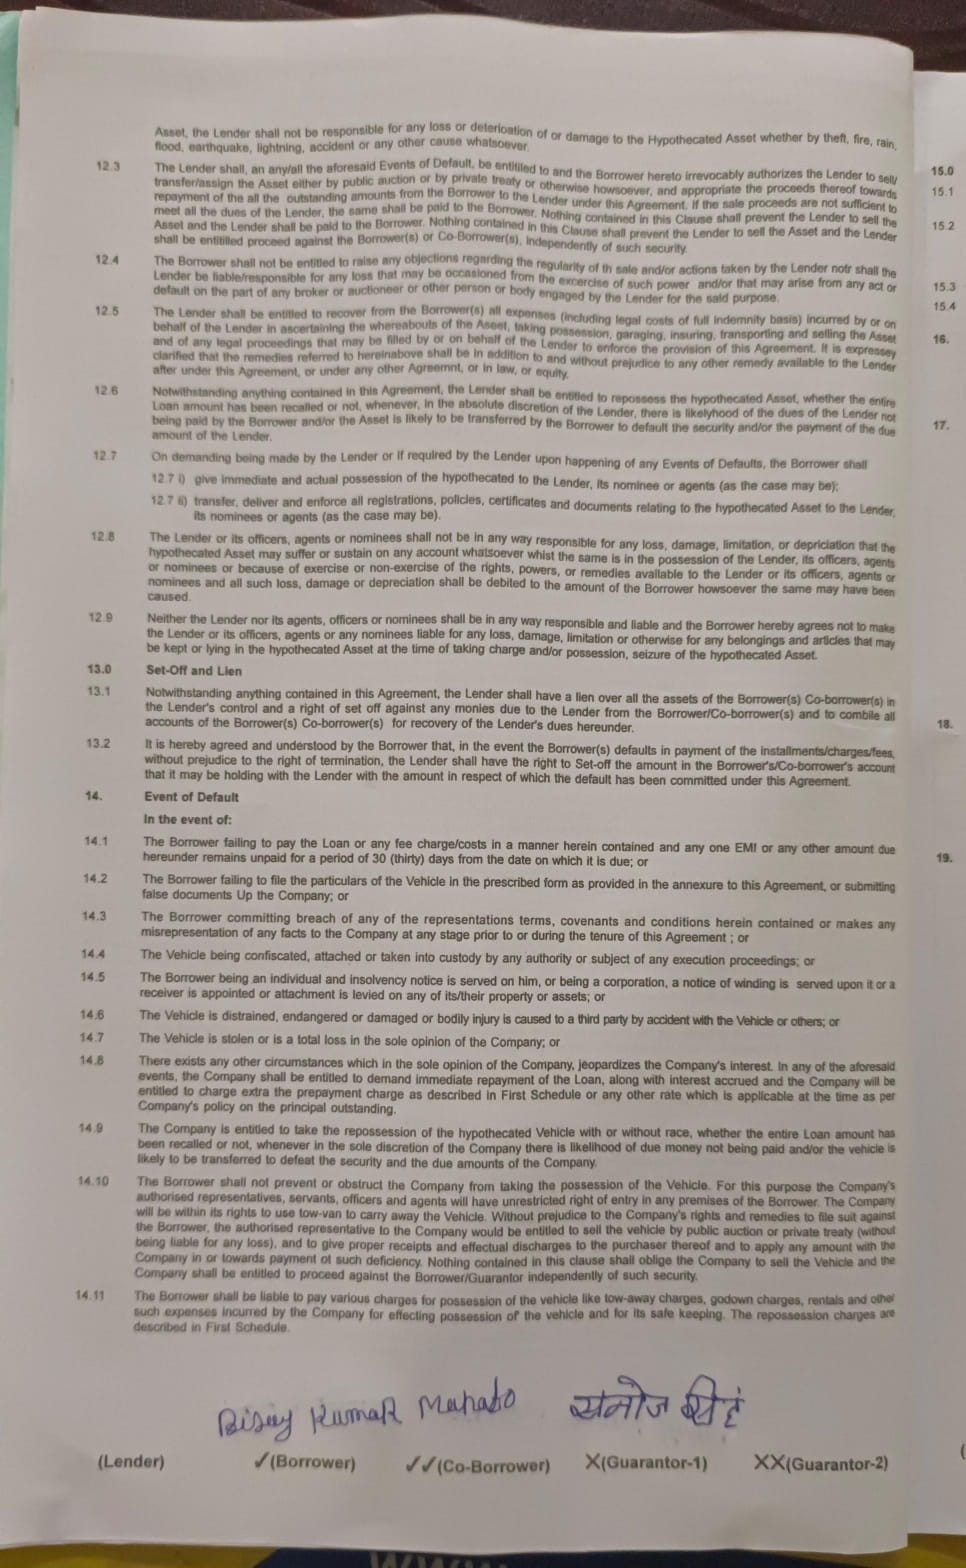 Asset, the Lender shall not be responsible for any loss or deterioation of or damage to the Hypothecated Asset whether by theft, fire, rain,
flood, earthquake, lightning, accident or any other cause whatsoever.
12.3 The Lender shall, an any/all the aforesaid Events of Default, be entitiled to and the Borrower hereto irrevocably authorizes the Lender to sell/
transfer/assign the Asset either by public auction or by private treaty or otherwise howsoever, and appropriate the proceeds thereof towards
repayment of the all the outstanding amounts from the Borrower to the Lender under this Agreement. If the sale proceeds are not sufficient to
meet all the dues of the Lender, the same shall be paid to the Borrower. Nothing contained in this Clause shall prevent the Lender to sell the
Asset and the Lender shall be paid to the Borrower. Nothing contained in this Clause shall prevent the Lender to sell the Asset and the Lender
shall be entitilled proceed against the Borrower(s) or Co-Borrower(s), independently of such security.
12.4 The Borrower shall not be entitled to raise any objections regarding the regularity of th sale and/or actions taken by the Lender notr shall the
Lender be liable/responsible for any loss that may be occasioned from the excercise of such power and/or that may arise from any act or
default on the part of any broker or auctioneer or other person or body engaged by the Lender for the said purpose.
12.5 The Lender shall be entitled to recover from the Borrower(s) all expenses (including legal costs of full indemnity basis) incurred by or on
behalf of the Lender in ascertaining the whereabouts of the Asset, taking possession, garaging, insuring, transporting and selling the Asset
and of any legal proceedings that may be filled by or on behalf of the Lender to enforce the provision of this Agreement. It is expressey
clarified that the remedies referred to hereinabove shall be in addition to and without prejudice to any other remedy available to the Lender
after under this Agreement, or under any other Agreemnt, or in law, or equity.
12.6 Notwithstanding anything contained in this Agreement, the Lender shall be entitled to repossess the hypothecated Asset, whether the entire
Loan amount has been recalled or not, whenever, in the absolute discretion of the Lender, there is likelyhood of the dues of the Lender not
being paid by the Borrower and/or the Asset is likely to be transferred by the Borrower to default the security and/or the payment of the due
amount of the Lender.
12.7 On demanding being made by the Lender or if required by the Lender upon happening of any Events of Defaults, the Borrower shall
12.7 i) give immediate and actual possession of the hypothecated to the Lender, its nominee or agents (as the case may be);
12.7 ii) transfer, deliver and enforce all registrations, policies, certificates and documents relating to the hypothecated Asset to the Lender,
its nominees or agents (as the case may be).
12.8 The Lender or its officers, agents or nominees shall not be in any way responsible for any loss, damage, limitation, or depriciation that the
hypothecated Asset may suffer or sustain on any account whatsoever whist the same is in the possession of the Lender, its officers, agents
or nominees or because of exercise or non-exercise of the rights, powers, or remedies available to the Lender or its officers, agents or
nominees and all such loss, damage or depreciation shall be debited to the amount of the Borrower howsoever the same may have been
caused.
12.9 Neither the Lender nor its agents, officers or nominees shall be in any way responsible and liable and the Borrower hereby agrees not to make
the Lender or its officers, agents or any nominees liable for any loss, damage, limitation or otherwise for any belongings and articles that may
be kept or lying in the hypothecated Asset at the time of taking charge and/or possession, seizure of the hypothecated Asset.
13.0 Set-Off and Lien
13.1 Notwithstanding anything contained in this Agreement, the Lender shall have a lien over all the assets of the Borrower(s) Co-borrower(s) in
the Lender's control and a right of set off against any monies due to the Lender from the Borrower/Co-borrower(s) and to combile all
accounts of the Borrower(s) Co-borrower(s) for recovery of the Lender's dues hereunder.
13.2 It is hereby agreed and understood by the Borrower that, in the event the Borrower(s) defaults in payment of the installments/charges/fees,
without prejudice to the right of termination, the Lender shall have the right to Set-off the amount in the Borrower's/Co-borrower's account
that it may be holding with the Lender with the amount in respect of which the default has been committed under this Agreement.
14. Event of Default
In the event of:
14.1 The Borrower failing to pay the Loan or any fee charge/costs in a manner herein contained and any one EMI or any other amount due
hereunder remains unpaid for a period of 30 (thirty) days from the date on which it is due; or
14.2 The Borrower failing to file the particulars of the Vehicle in the prescribed form as provided in the annexure to this Agreement, or submitting
false documents Up the Company; or
14.3 The Borrower committing breach of any of the representations terms, covenants and conditions herein contained or makes any
misrepresentation of any facts to the Company at any stage prior to or during the tenure of this Agreement ; or
14.4 The Vehicle being confiscated, attached or taken into custody by any authority or subject of any execution proceedings; or
14.5 The Borrower being an individual and insolvency notice is served on him, or being a corporation, a notice of winding is served upon it or a
receiver is appointed or attachment is levied on any of its/their property or assets; or
14.6 The Vehicle is distrained, endangered or damaged or bodily injury is caused to a third party by accident with the Vehicle or others; or
14.7 The Vehicle is stolen or is a total loss in the sole opinion of the Company; or
14.8 There exists any other circumstances which in the sole opinion of the Company, jeopardizes the Company's interest. In any of the aforesaid
events, the Company shall be entitled to demand immediate repayment of the Loan, along with interest accrued and the Company will be
entitled to charge extra the prepayment charge as described in First Schedule or any other rate which is applicable at the time as per
Company's policy on the principal outstanding.
14.9 The Company is entitled to take the repossession of the hypothecated Vehicle with or without race, whether the entire Loan amount has
been recalled or not, whenever in the sole discretion of the Company there is likelihood of due money not being paid and/or the vehicle is
likely to be transferred to defeat the security and the due amounts of the Company.
14.10 The Borrower shall not prevent or obstruct the Company from taking the possession of the Vehicle. For this purpose the Company's
authorised representatives, servants, officers and agents will have unrestricted right of entry in any premises of the Borrower. The Company
will be within its rights to use tow-van to carry away the Vehicle. Without prejudice to the Company's rights and remedies to file suit against
the Borrower, the authorised representative to the Company would be entitled to sell the vehicle by public auction or private treaty (without
being liable for any loss), and to give proper receipts and effectual discharges to the purchaser thereof and to apply any amount with the
Company in or towards payment of such deficiency. Nothing contained in this clause shall oblige the Company to sell the Vehicle and the
Company shall be entitled to proceed against the Borrower/Guarantor independently of such security.
14.11 The Borrower shall be liable to pay various charges for possession of the vehicle like tow-away charges, godown charges, rentals and other
such expenses incurred by the Company for effecting possession of the vehicle and for its safe keeping. The repossession charges are
described in First Schedule.
Bijay Kumar Mahato सनोज सिंह
(Lender) ✓(Borrower) ✓✓(Co-Borrower) X(Guarantor-1) XX(Guarantor-2)
15.0
15.1
15.2
15.3
15.4
16.
17.
18.
19.